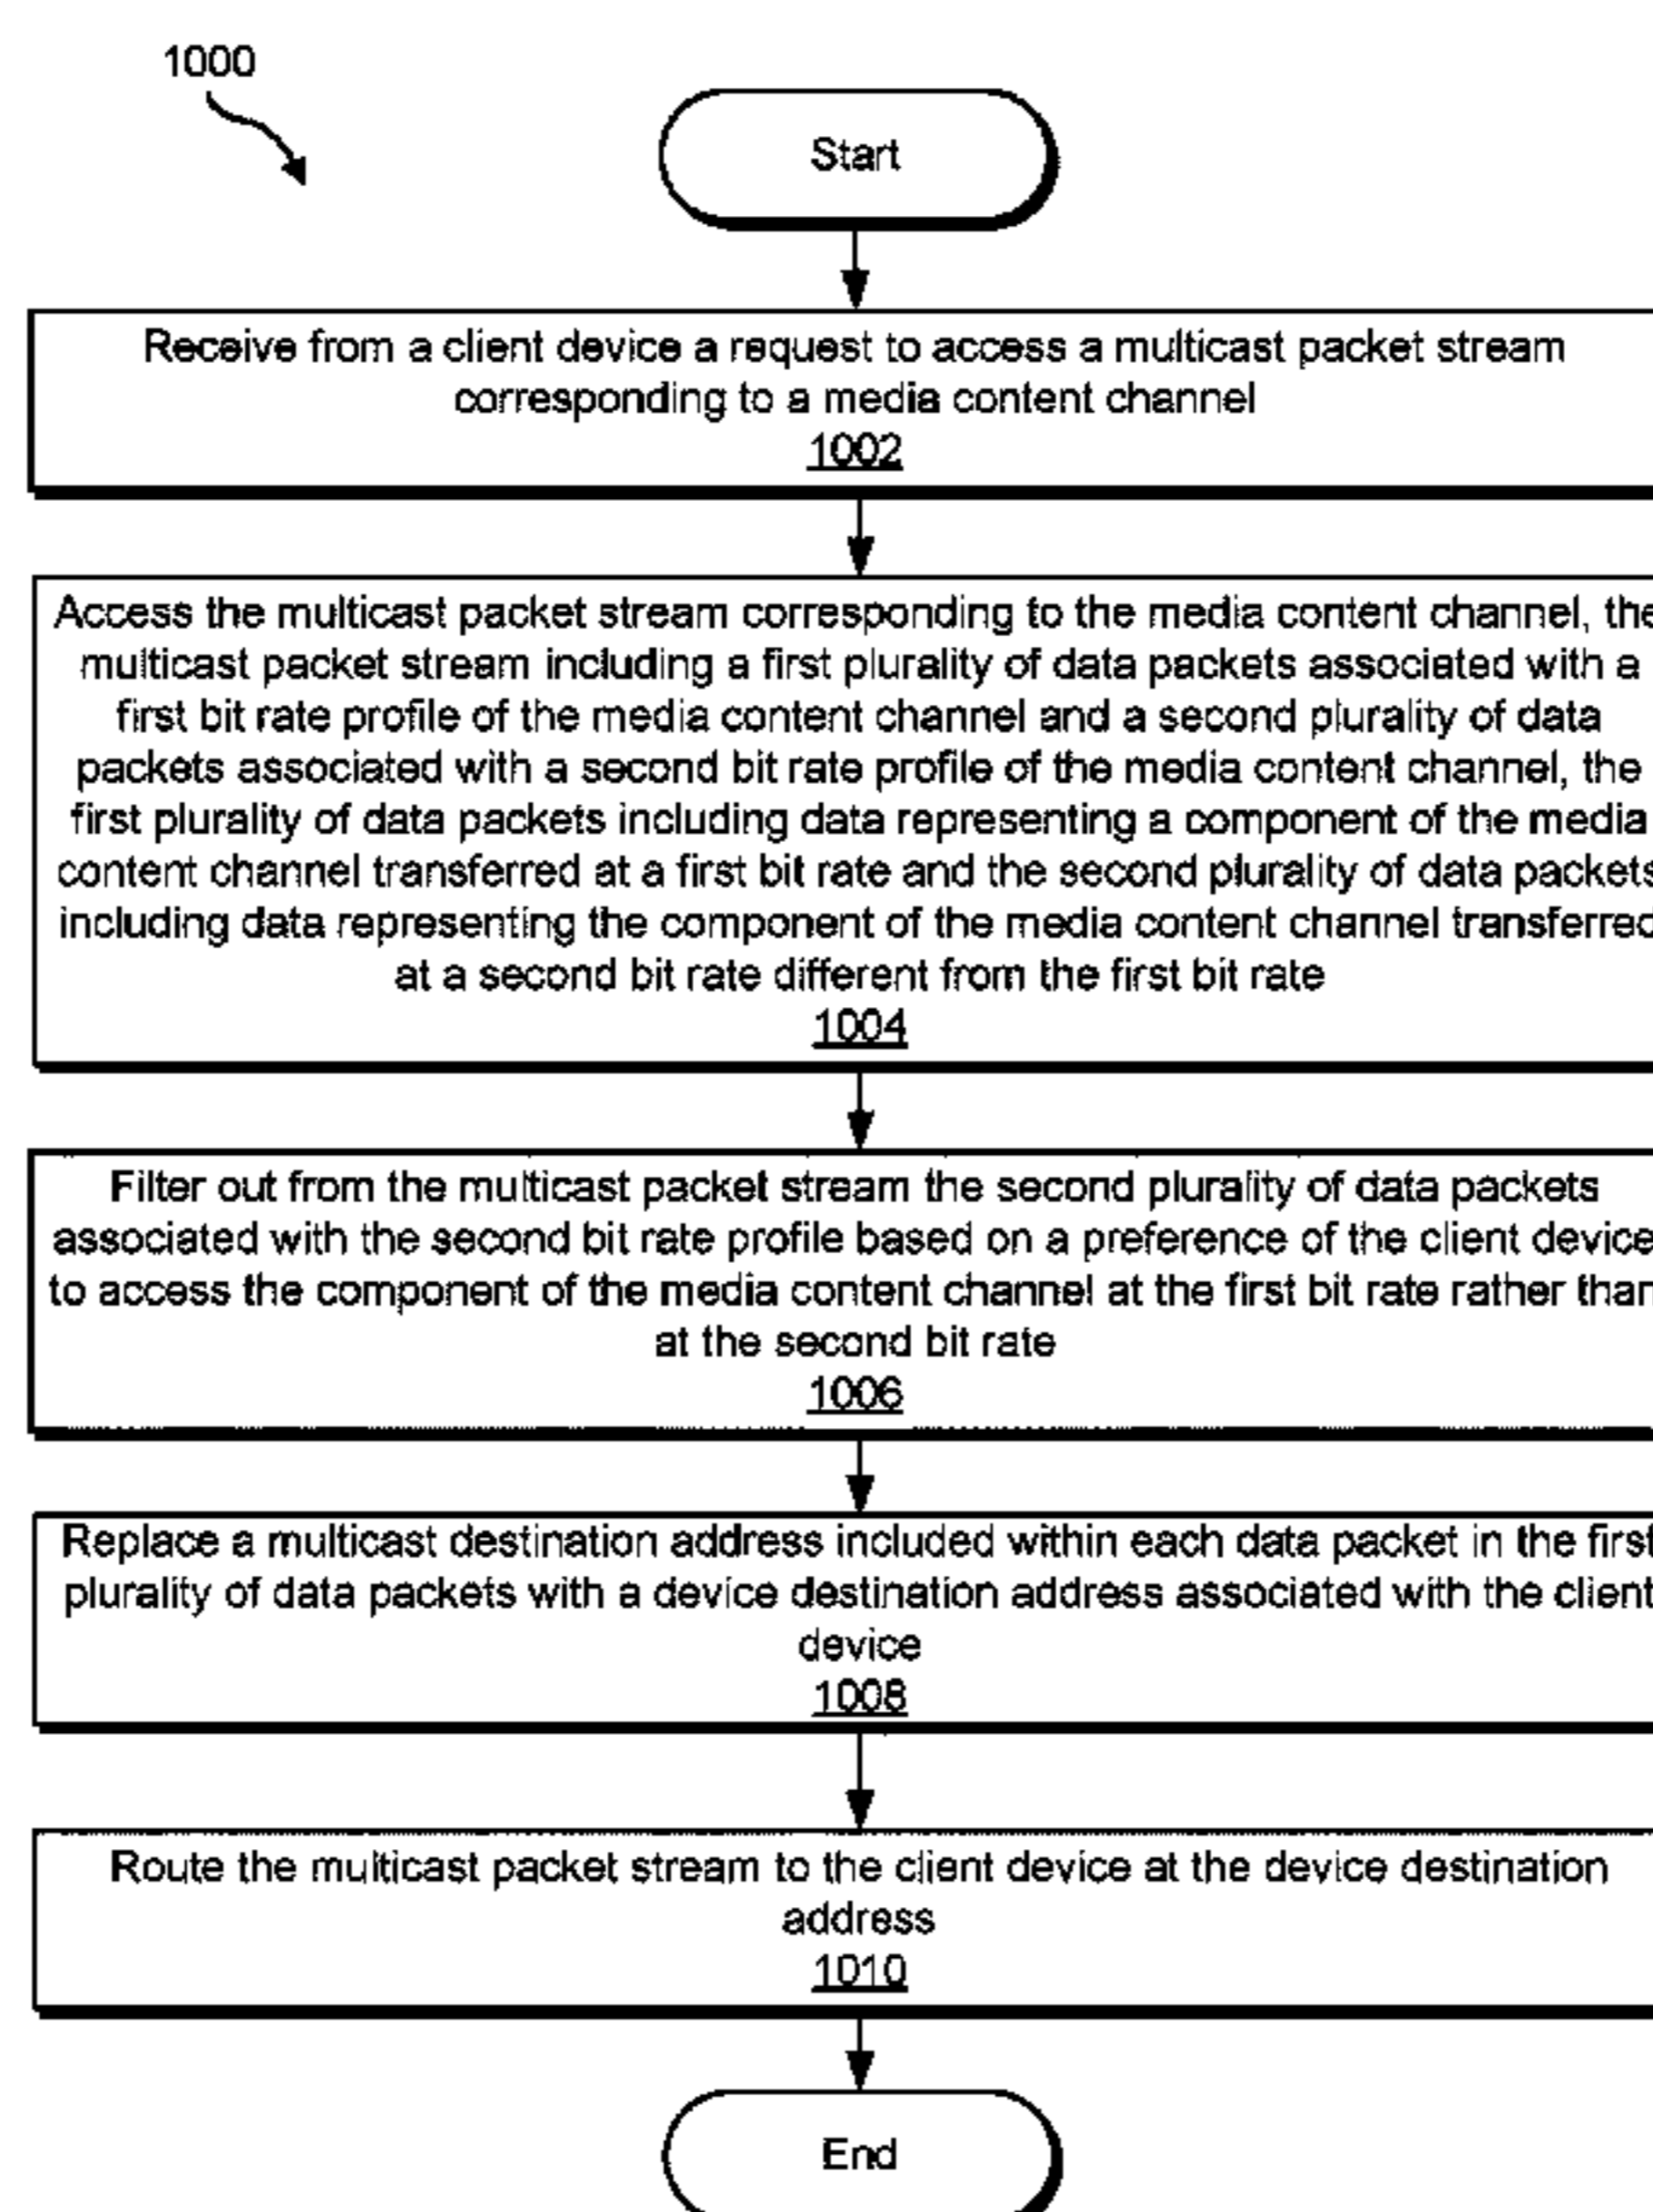 1000
Start
Receive from a client device a request to access a multicast packet stream
corresponding to a media content channel
1002
Access the multicast packet stream corresponding to the media content channel, the
multicast packet stream including a first plurality of data packets associated with a
first bit rate profile of the media content channel and a second plurality of data
packets associated with a second bit rate profile of the media content channel, the
first plurality of data packets including data representing a component of the media
content channel transferred at a first bit rate and the second plurality of data packets
including data representing the component of the media content channel transferred
at a second bit rate different from the first bit rate
1004
Filter out from the multicast packet stream the second plurality of data packets
associated with the second bit rate profile based on a preference of the client device
to access the component of the media content channel at the first bit rate rather than
at the second bit rate
1006
Replace a multicast destination address included within each data packet in the first
plurality of data packets with a device destination address associated with the client
device
1008
Route the multicast packet stream to the client device at the device destination
address
1010
End